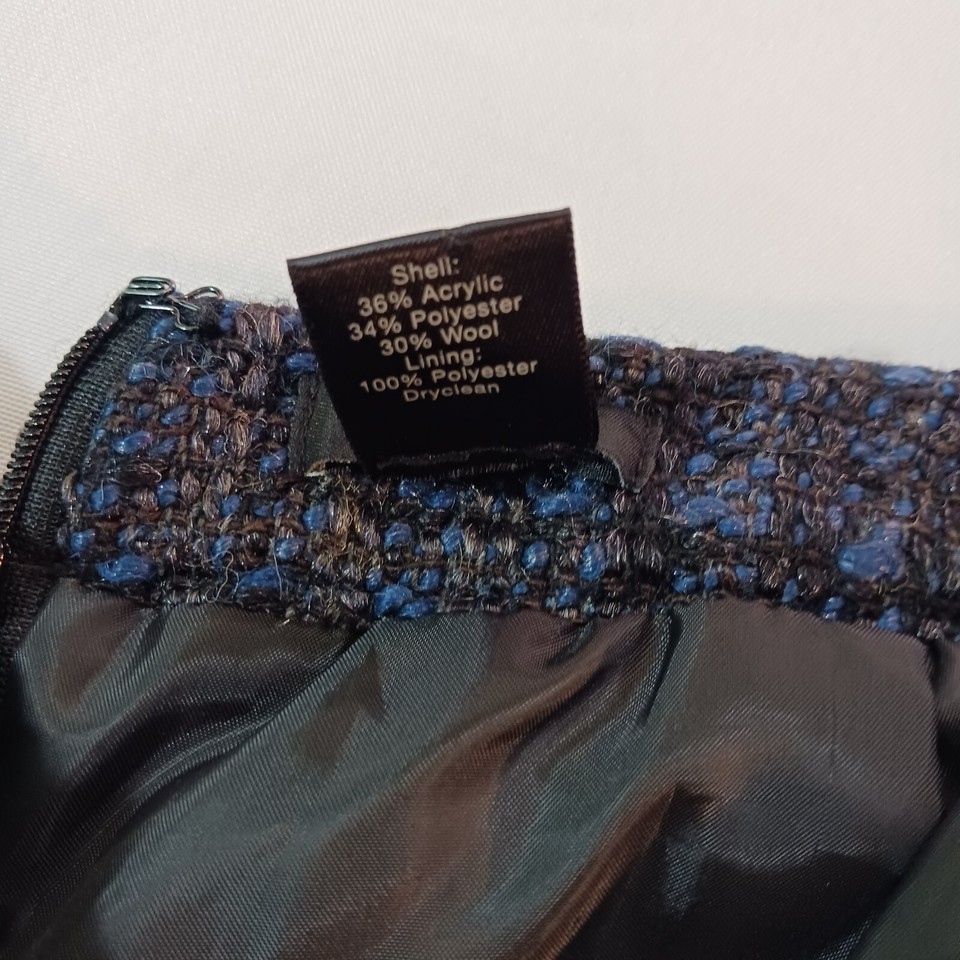 Shell:
36% Acrylic
34% Polyester
30% Wool
Lining:
100% Polyester
Dryclean